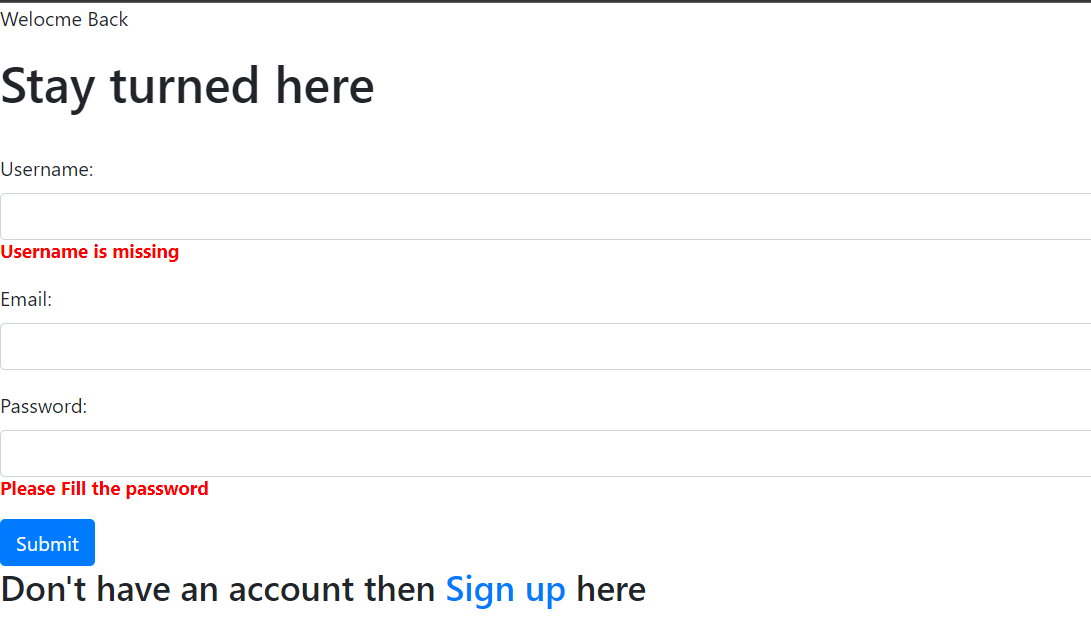 Welocme Back
Stay turned here
Username:
Username is missing
Email:
Password:
Please Fill the password
Submit
Don't have an account then Sign up here